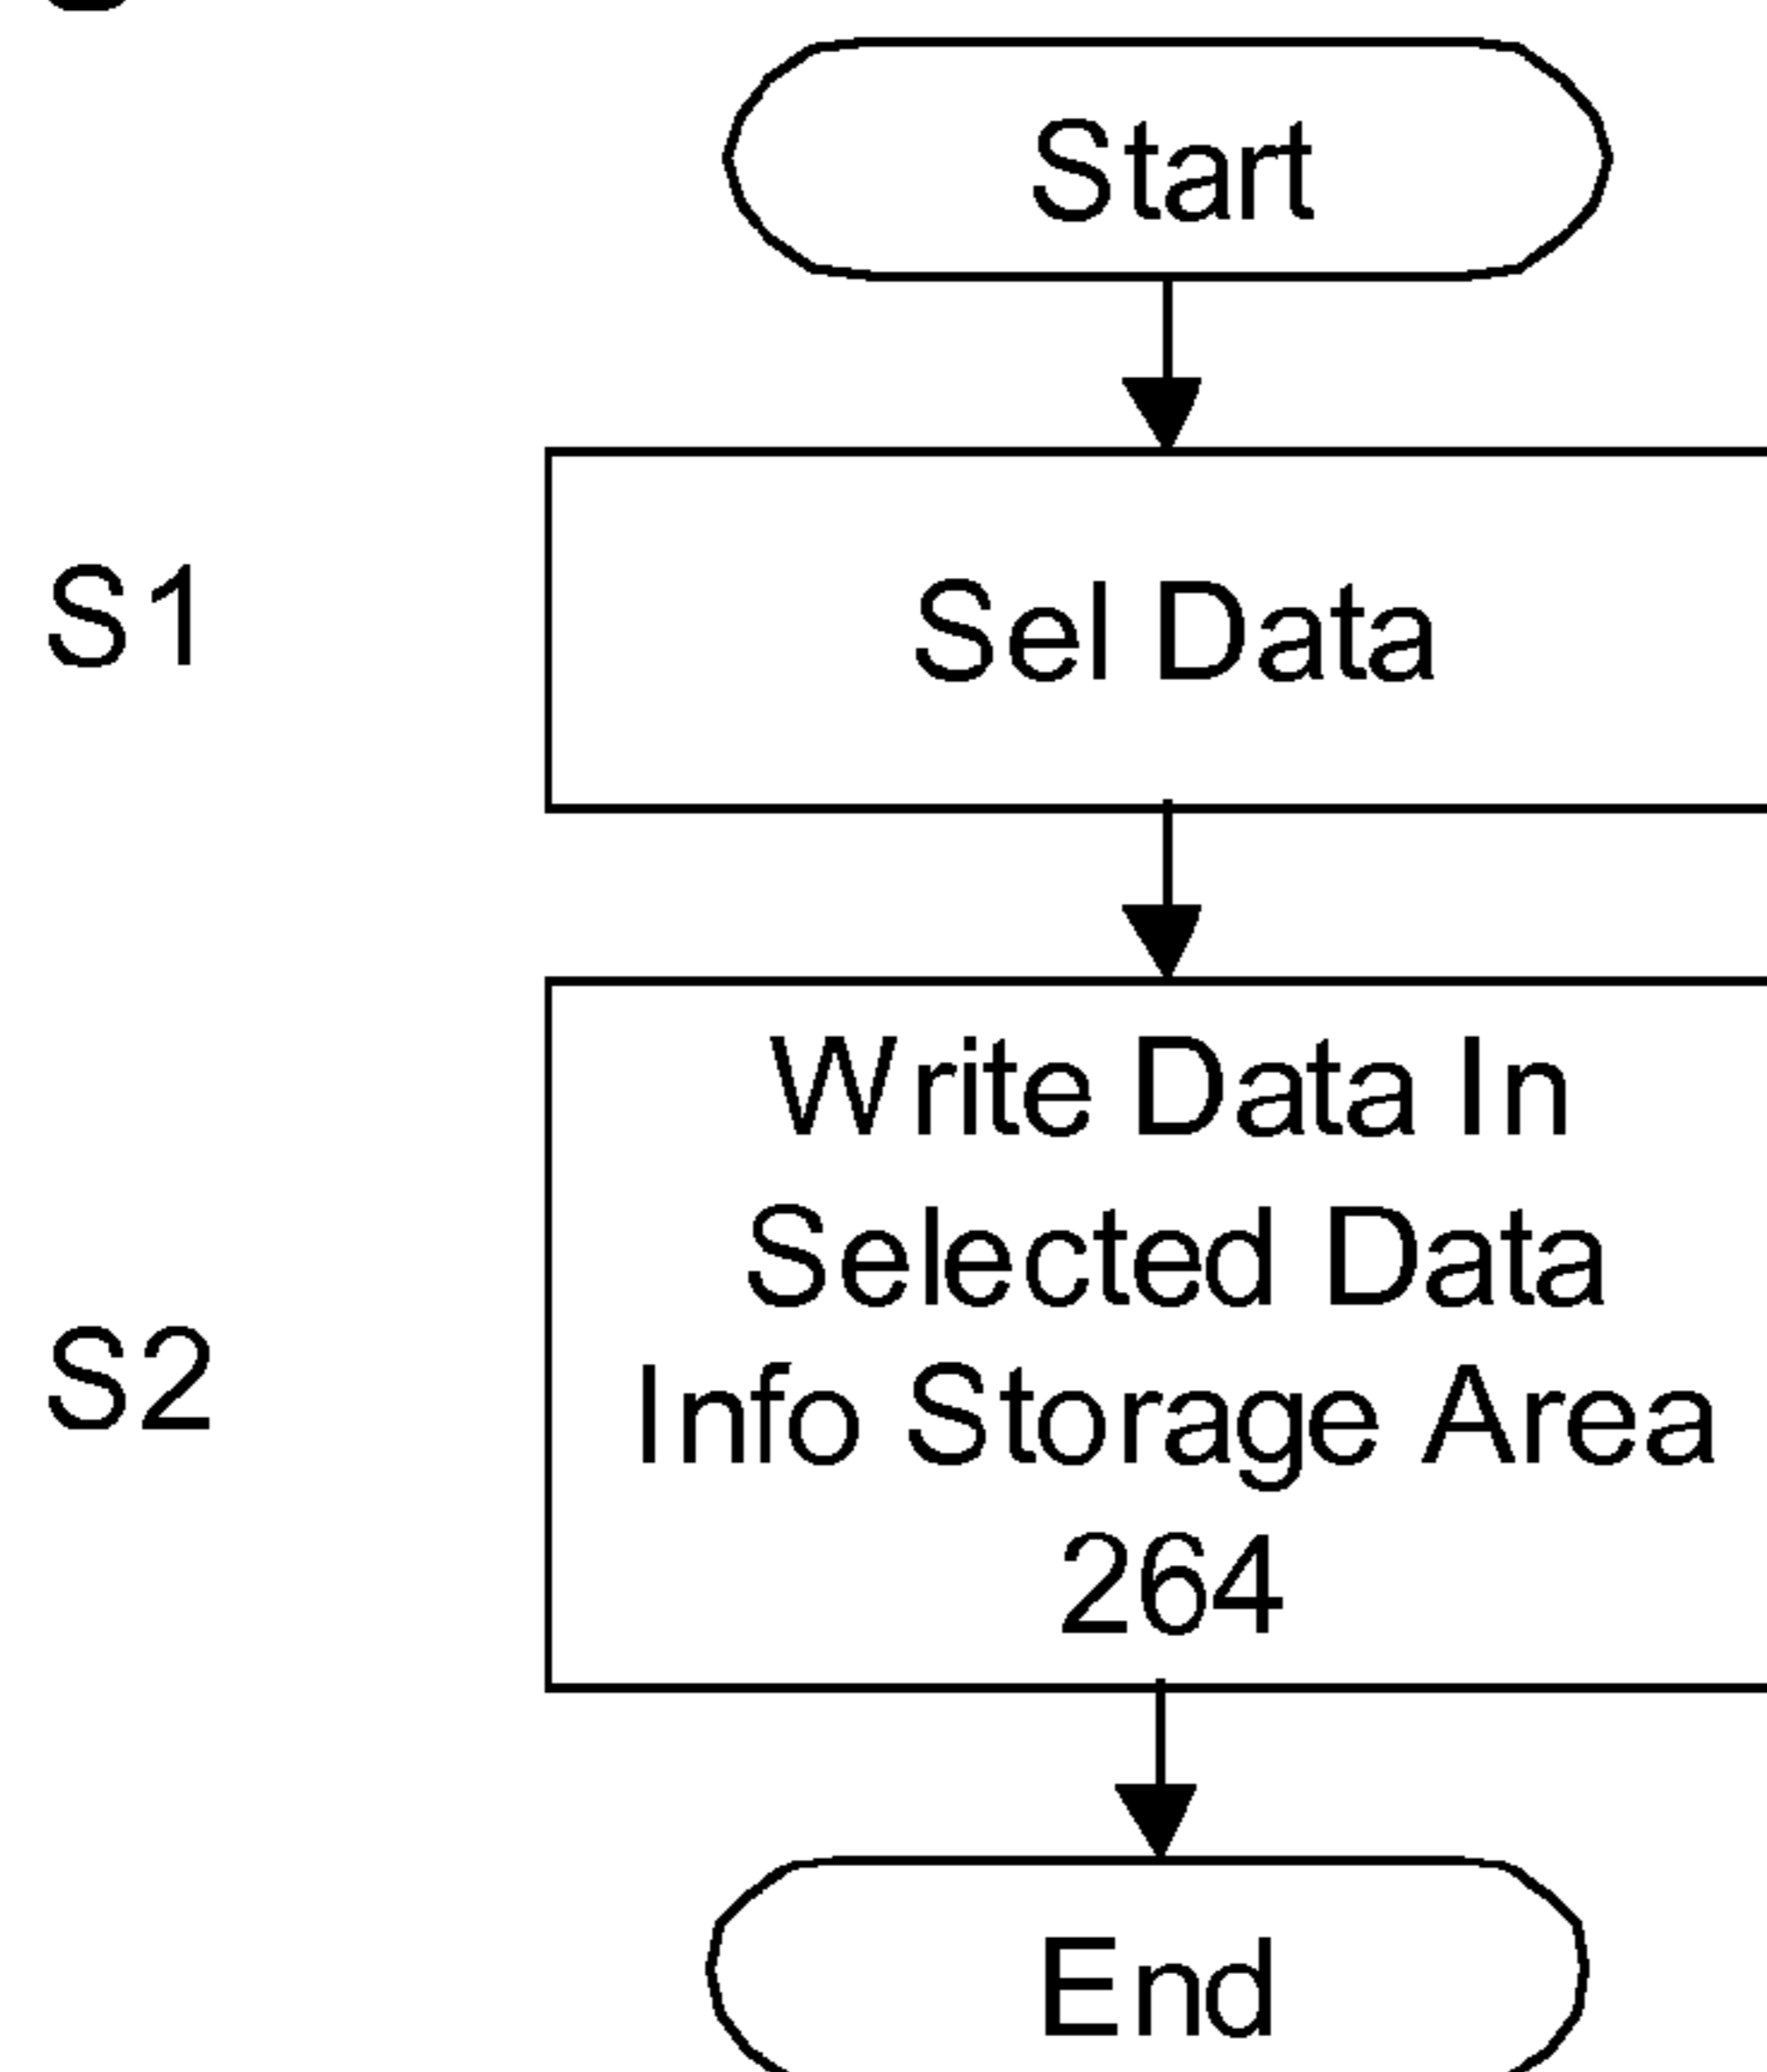 Start
S1
Sel Data
Write Data In
Selected Data
S2
Info Storage Area
264
End